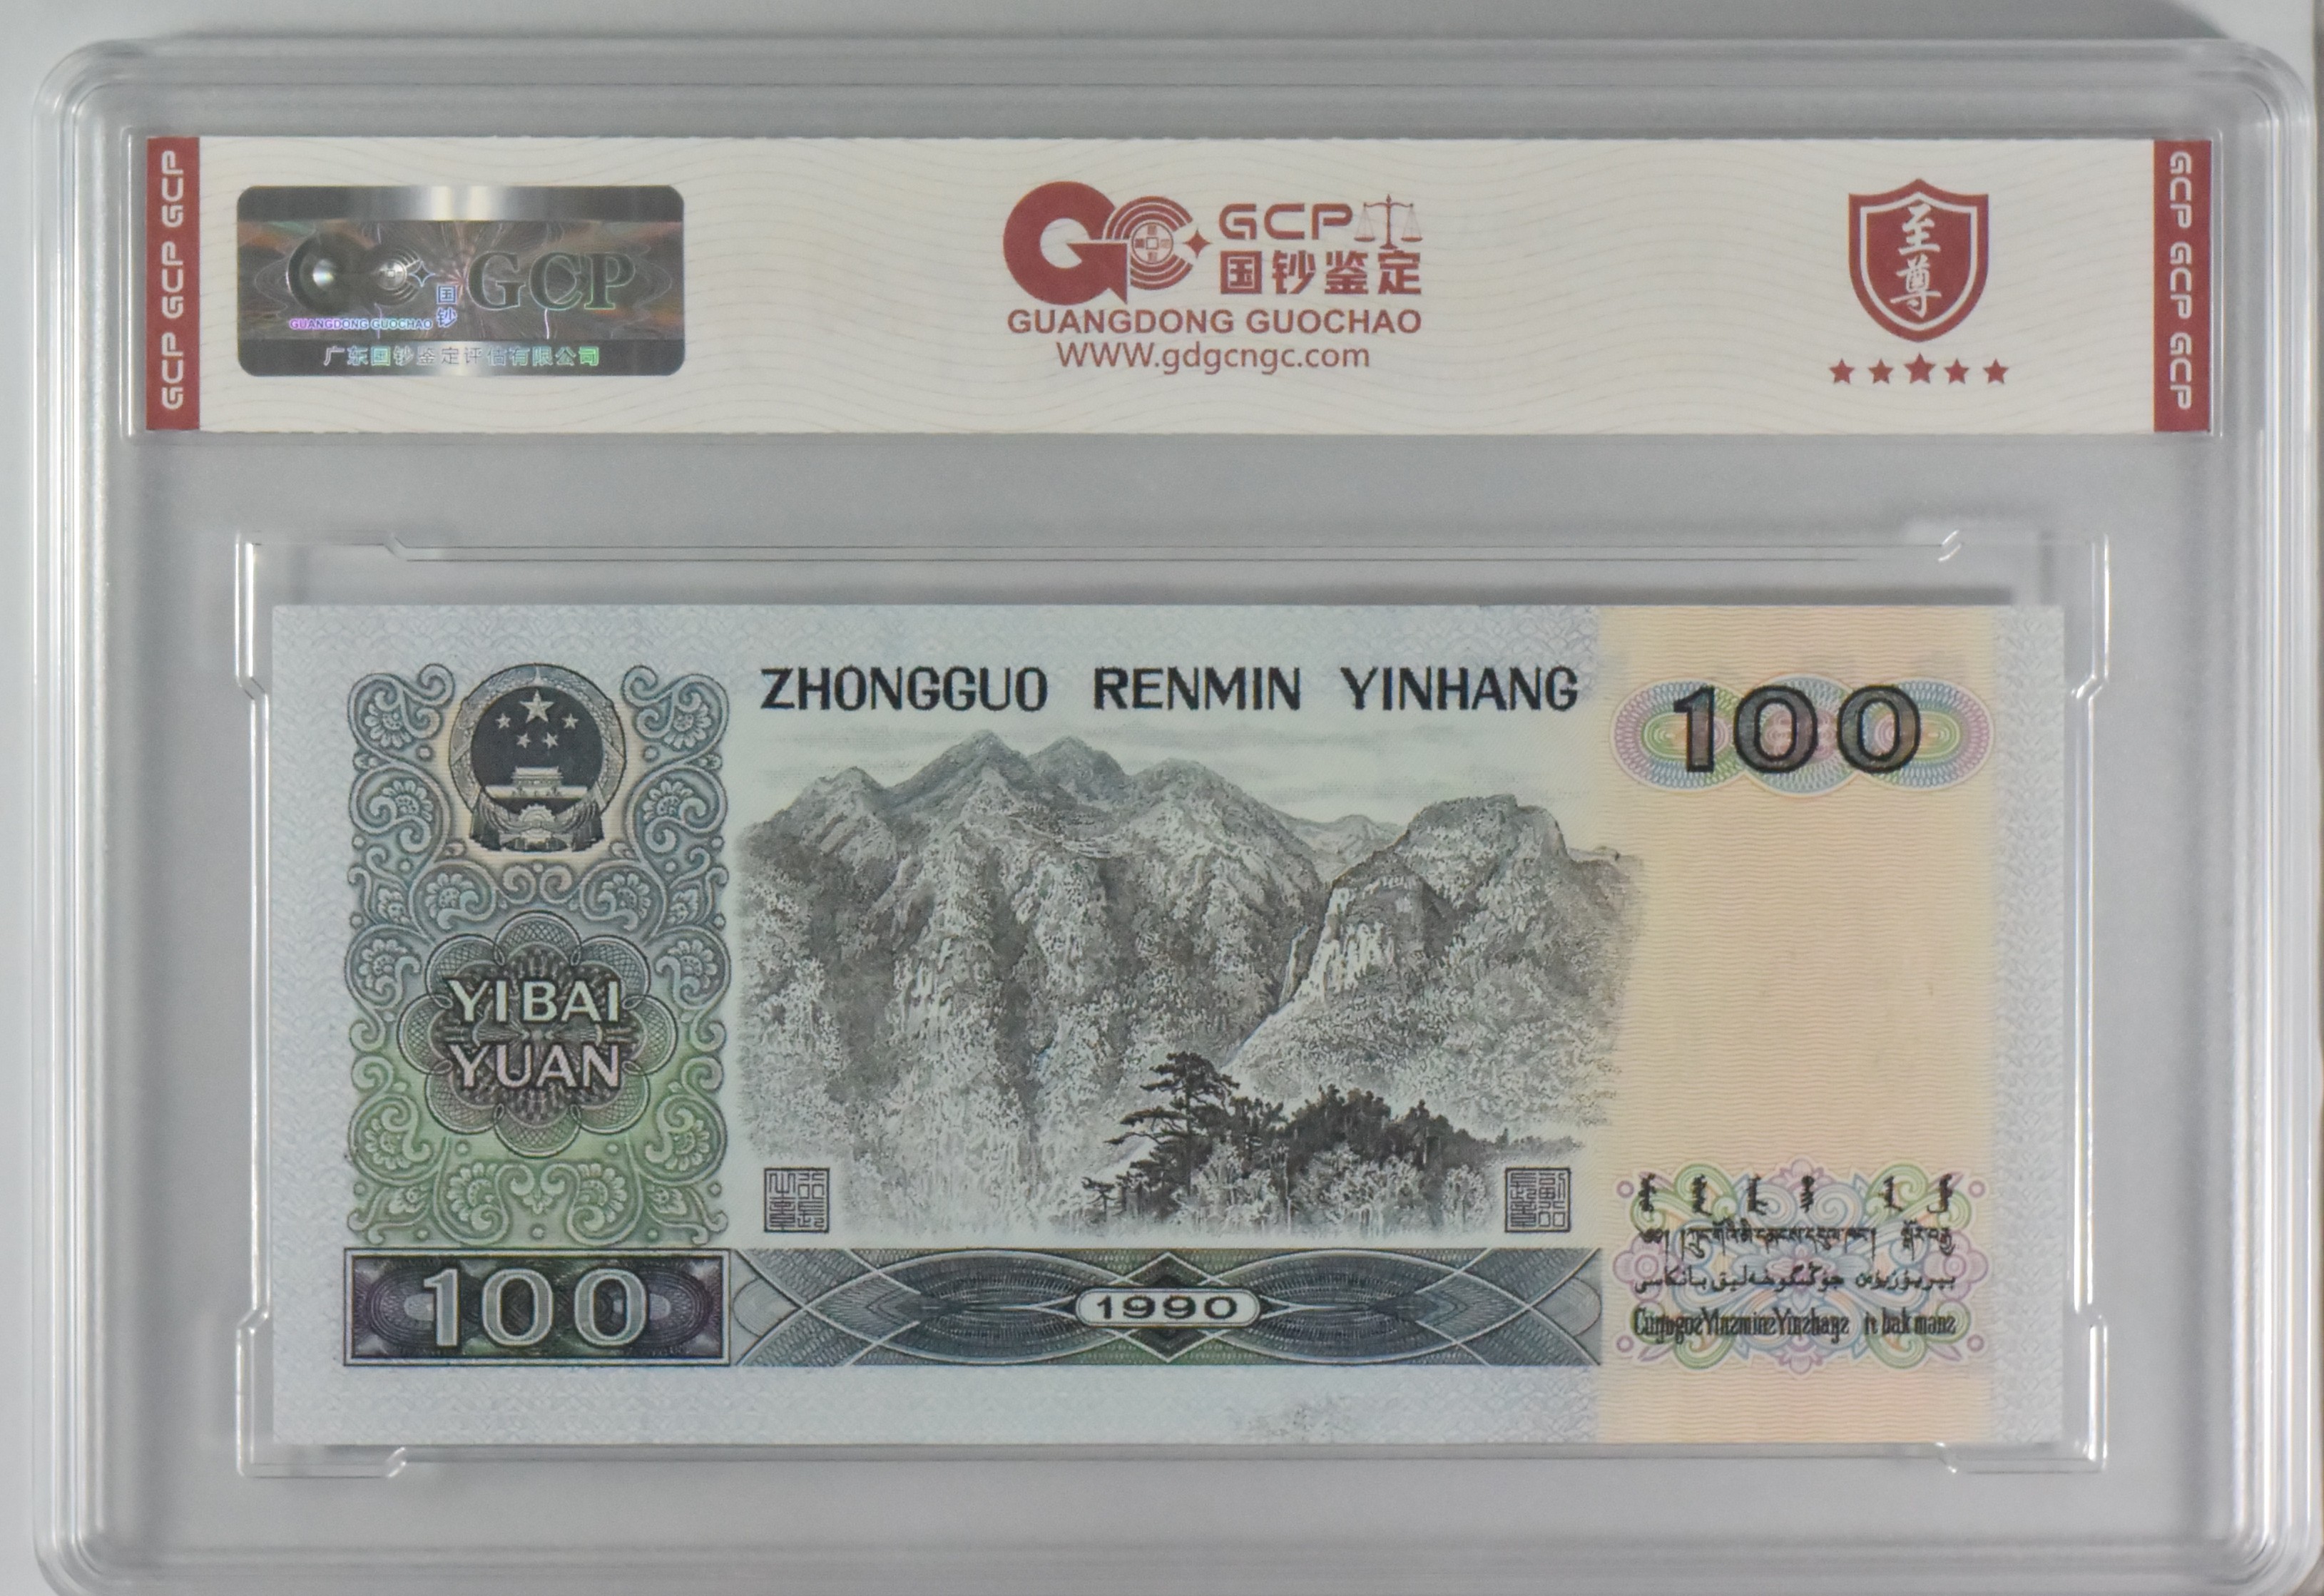 GCP GCP GCP
GCP
国钞
GUANGDONG GUOCHAO
广东国钞鉴定评估有限公司
GCP
国钞鉴定
GUANGDONG GUOCHAO
WWW.gdgcngc.com
至尊
GCP GCP GCP
ZHONGGUO RENMIN YINHANG
100
YIBAI
YUAN
100
1990